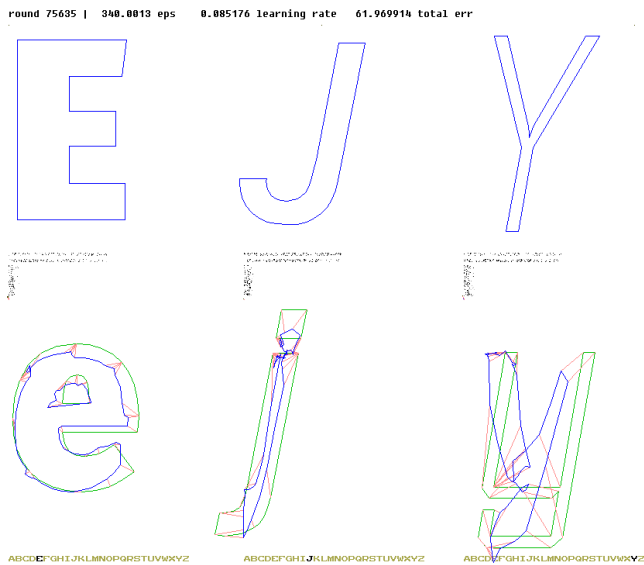 round 75635 | 340.0013 eps 0.085176 learning rate 61.969914 total err
E J Y
e j y
ABCDEFGHIJKLMNOPQRSTUVWXYZ ABCDEFGHIJKLMNOPQRSTUVWXYZ ABCDEFGHIJKLMNOPQRSTUVWXYZ